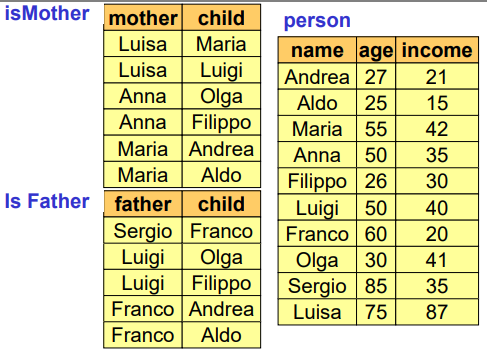 isMother
mother child
Luisa Maria
Luisa Luigi
Anna Olga
Anna Filippo
Maria Andrea
Maria Aldo
Is Father
father child
Sergio Franco
Luigi Olga
Luigi Filippo
Franco Andrea
Franco Aldo
person
name age income
Andrea 27 21
Aldo 25 15
Maria 55 42
Anna 50 35
Filippo 26 30
Luigi 50 40
Franco 60 20
Olga 30 41
Sergio 85 35
Luisa 75 87